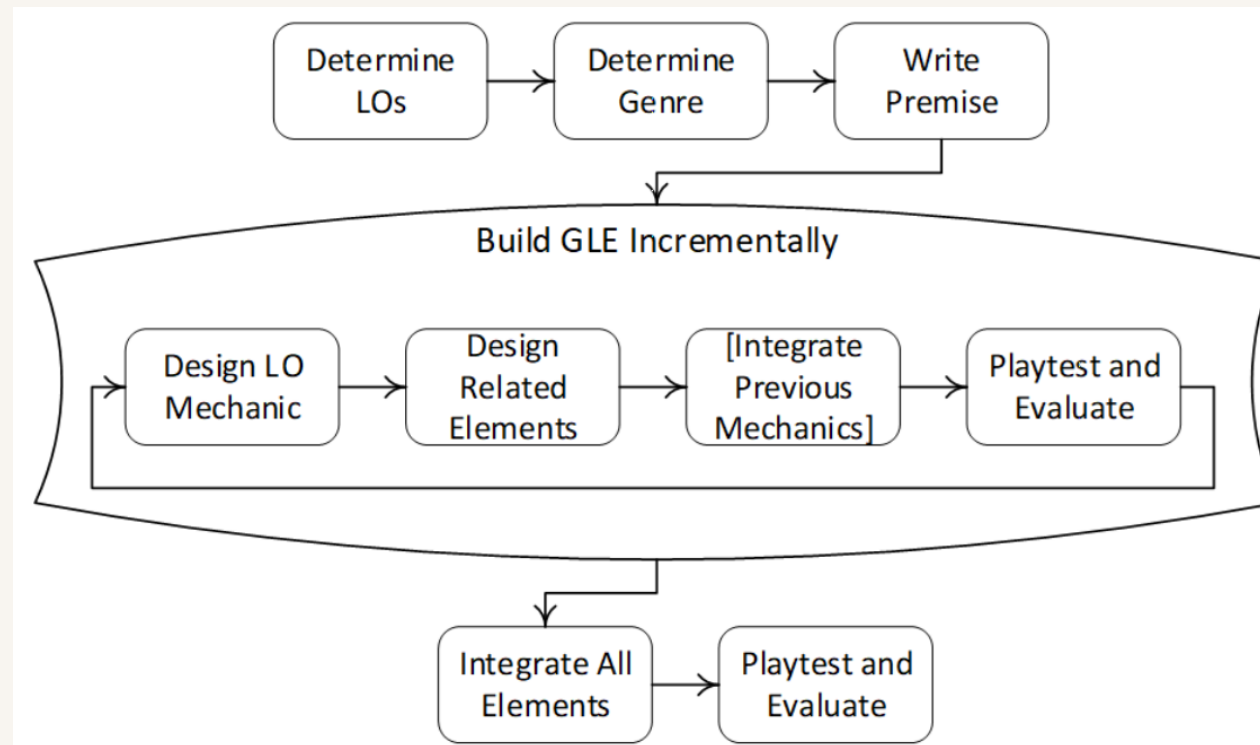 Determine
LOs
Determine
Genre
Write
Premise
Build GLE Incrementally
Design LO
Mechanic
Design
Related
Elements
[Integrate
Previous
Mechanics]
Playtest and
Evaluate
Integrate All
Elements
Playtest and
Evaluate